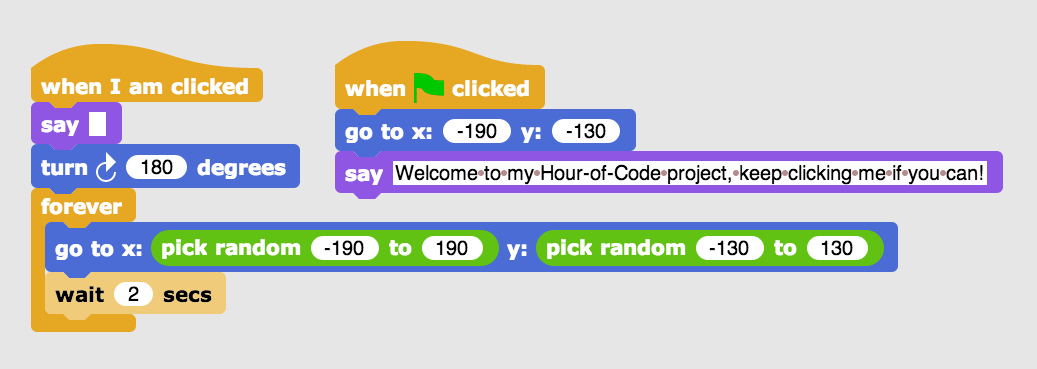 when I am clicked
say
turn 180 degrees
forever
go to x: pick random -190 to 190 y: pick random -130 to 130
wait 2 secs
when clicked
go to x: -190 y: -130
say Welcome to my Hour-of-Code project, keep clicking me if you can!